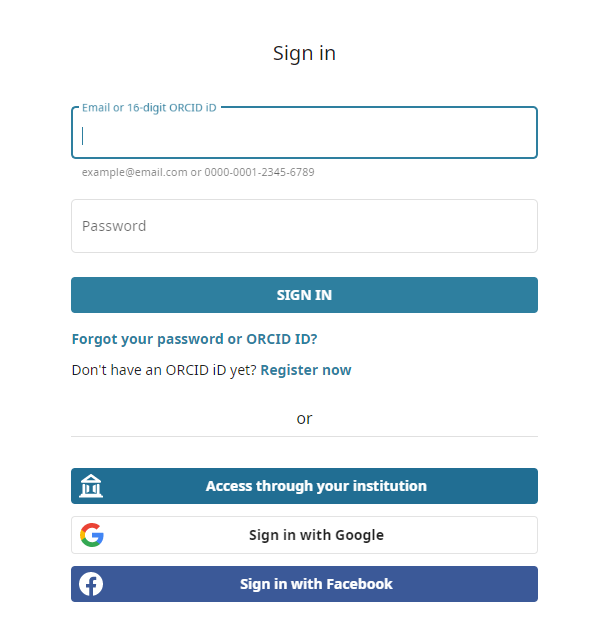 Sign in
Email or 16-digit ORCID iD
example@email.com or 0000-0001-2345-6789
Password
SIGN IN
Forgot your password or ORCID ID?
Don't have an ORCID iD yet? Register now
or
Access through your institution
Sign in with Google
Sign in with Facebook